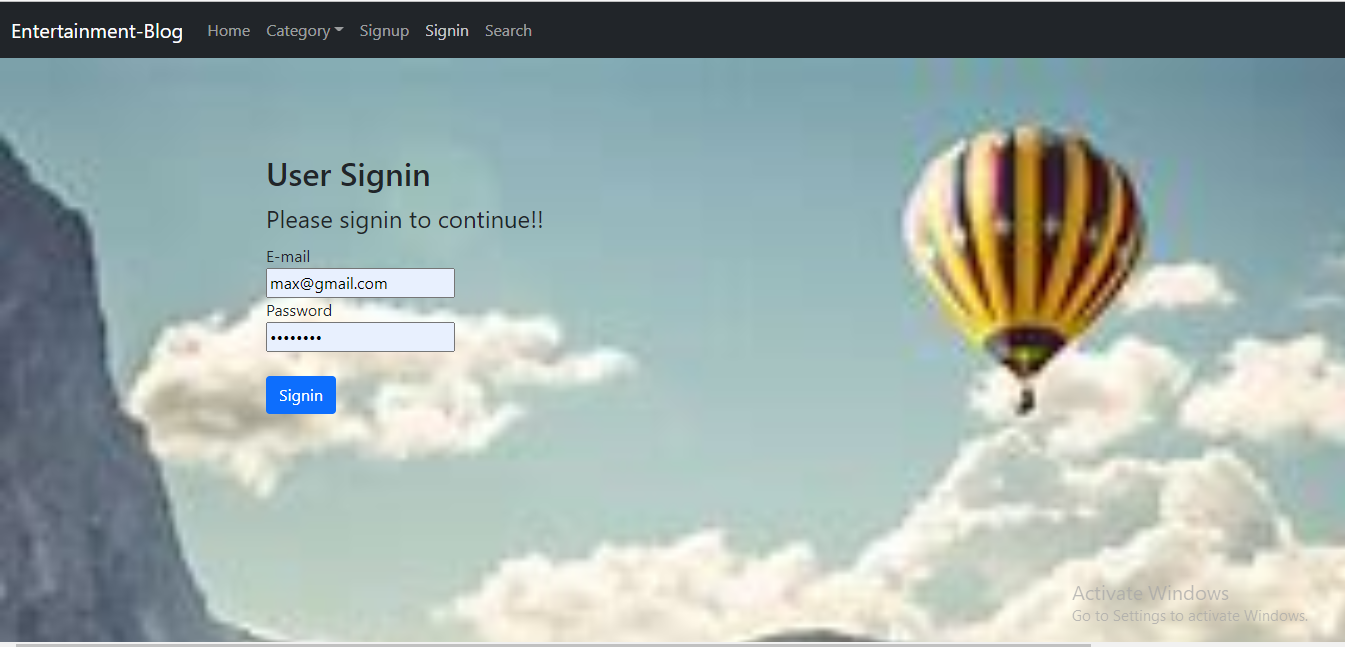 Entertainment-Blog Home Category Signup Signin Search
User Signin
Please signin to continue!!
E-mail
max@gmail.com
Password
••••••••
Signin
Activate Windows
Go to Settings to activate Windows.